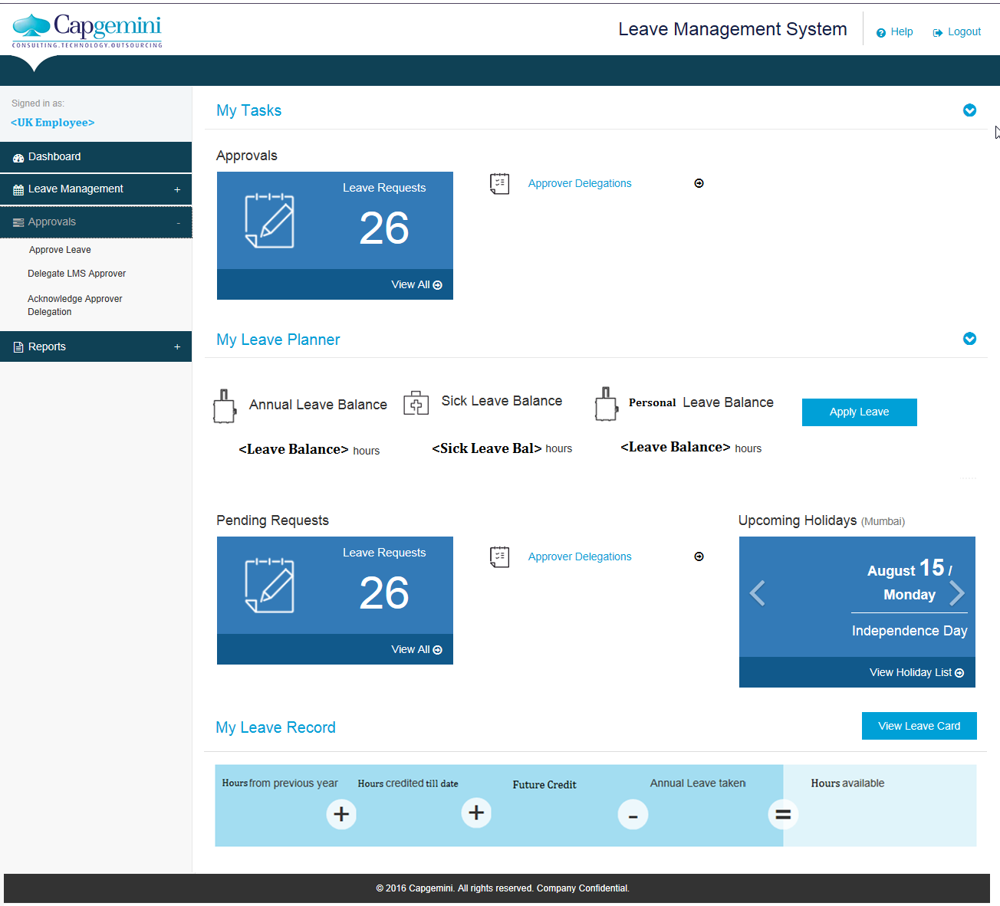 Capgemini
CONSULTING.TECHNOLOGY.OUTSOURCING
Leave Management System
Help
Logout
Signed in as:
<UK Employee>
Dashboard
Leave Management +
Approvals -
Approve Leave
Delegate LMS Approver
Acknowledge Approver
Delegation
Reports +
My Tasks
Approvals
Leave Requests
26
View All
Approver Delegations
My Leave Planner
Annual Leave Balance
<Leave Balance> hours
Sick Leave Balance
<Sick Leave Bal> hours
Personal Leave Balance
<Leave Balance> hours
Apply Leave
Pending Requests
Leave Requests
26
View All
Approver Delegations
Upcoming Holidays (Mumbai)
August 15 /
Monday
Independence Day
View Holiday List
My Leave Record
View Leave Card
Hours from previous year
+
Hours credited till date
+
Future Credit
-
Annual Leave taken
=
Hours available
© 2016 Capgemini. All rights reserved. Company Confidential.